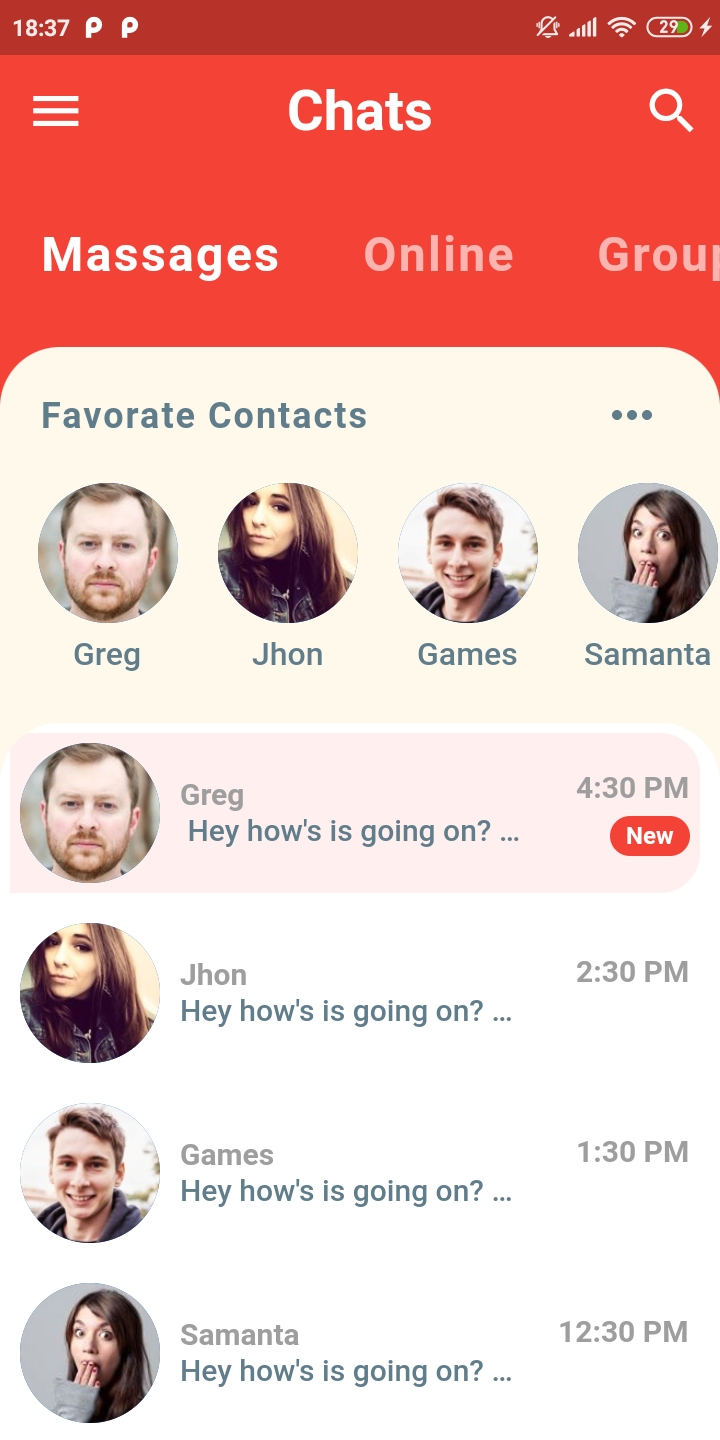 18:37 29
Chats
Massages Online Group
Favorate Contacts
Greg Jhon Games Samanta
Greg 4:30 PM
Hey how's is going on? ... New
Jhon 2:30 PM
Hey how's is going on? ...
Games 1:30 PM
Hey how's is going on? ...
Samanta 12:30 PM
Hey how's is going on? ...